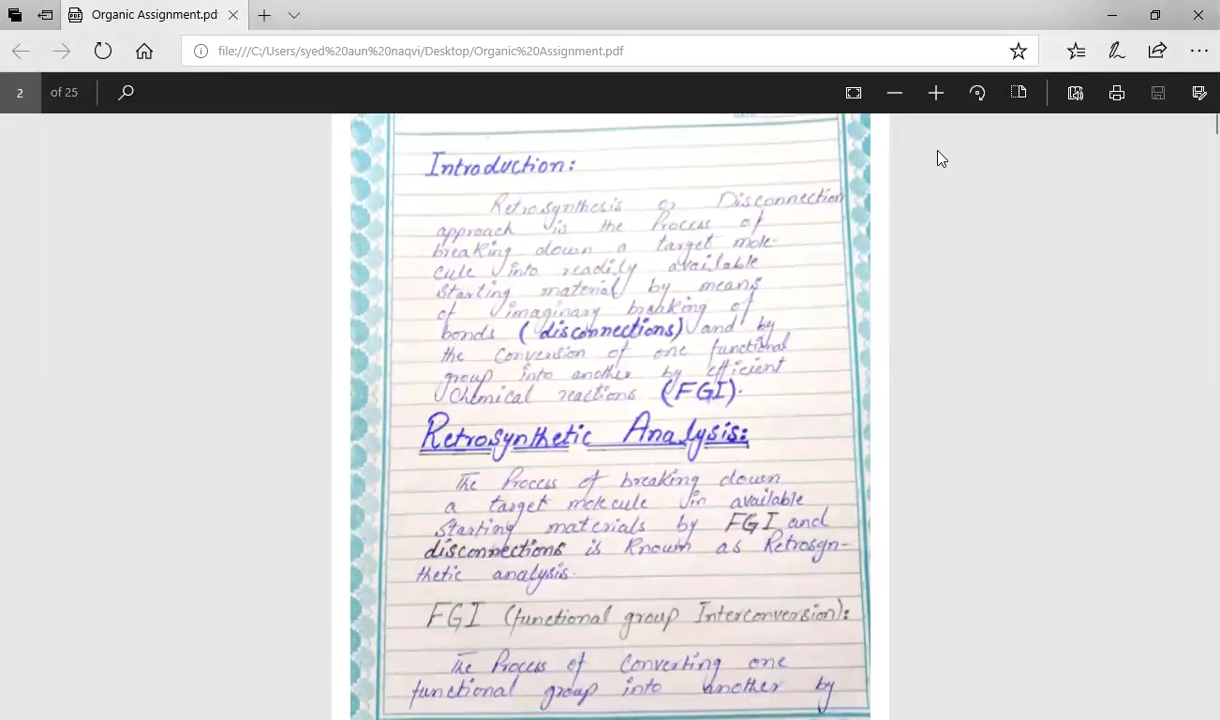 Organic Assignment.pdf
file:///C:/Users/syed%20aun%20naqvi/Desktop/Organic%20Assignment.pdf
2 of 25
Introduction:
Retrosynthesis or Disconnection
approach is the Process of
breaking down a target mole-
cule into readily available
Starting material by means
of imaginary breaking of
bonds (disconnections) and by
the conversion of one functional
group into another by efficient
Chemical reactions (FGI).
Retrosynthetic Analysis:
The Process of breaking down
a target molecule in available
Starting materials by FGI and
disconnections is Known as Retrosyn-
thetic analysis.
FGI (functional group Interconversion):
The Process of Converting one
functional group into another by